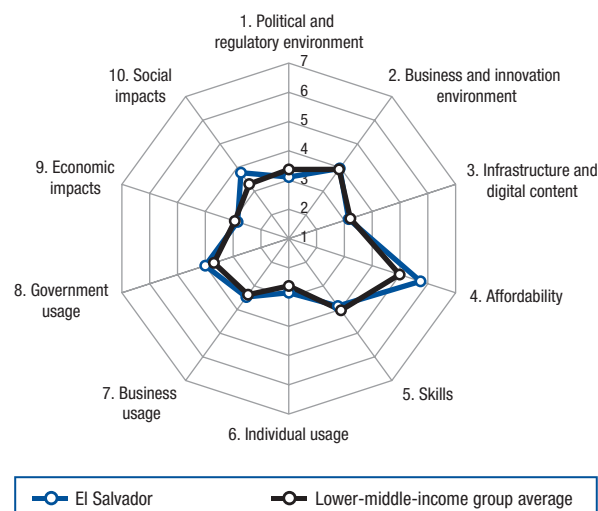 1. Political and
regulatory environment
2. Business and innovation
environment
3. Infrastructure and
digital content
4. Affordability
5. Skills
6. Individual usage
7. Business
usage
8. Government
usage
9. Economic
impacts
10. Social
impacts
7
6
5
4
3
2
1
El Salvador
Lower-middle-income group average